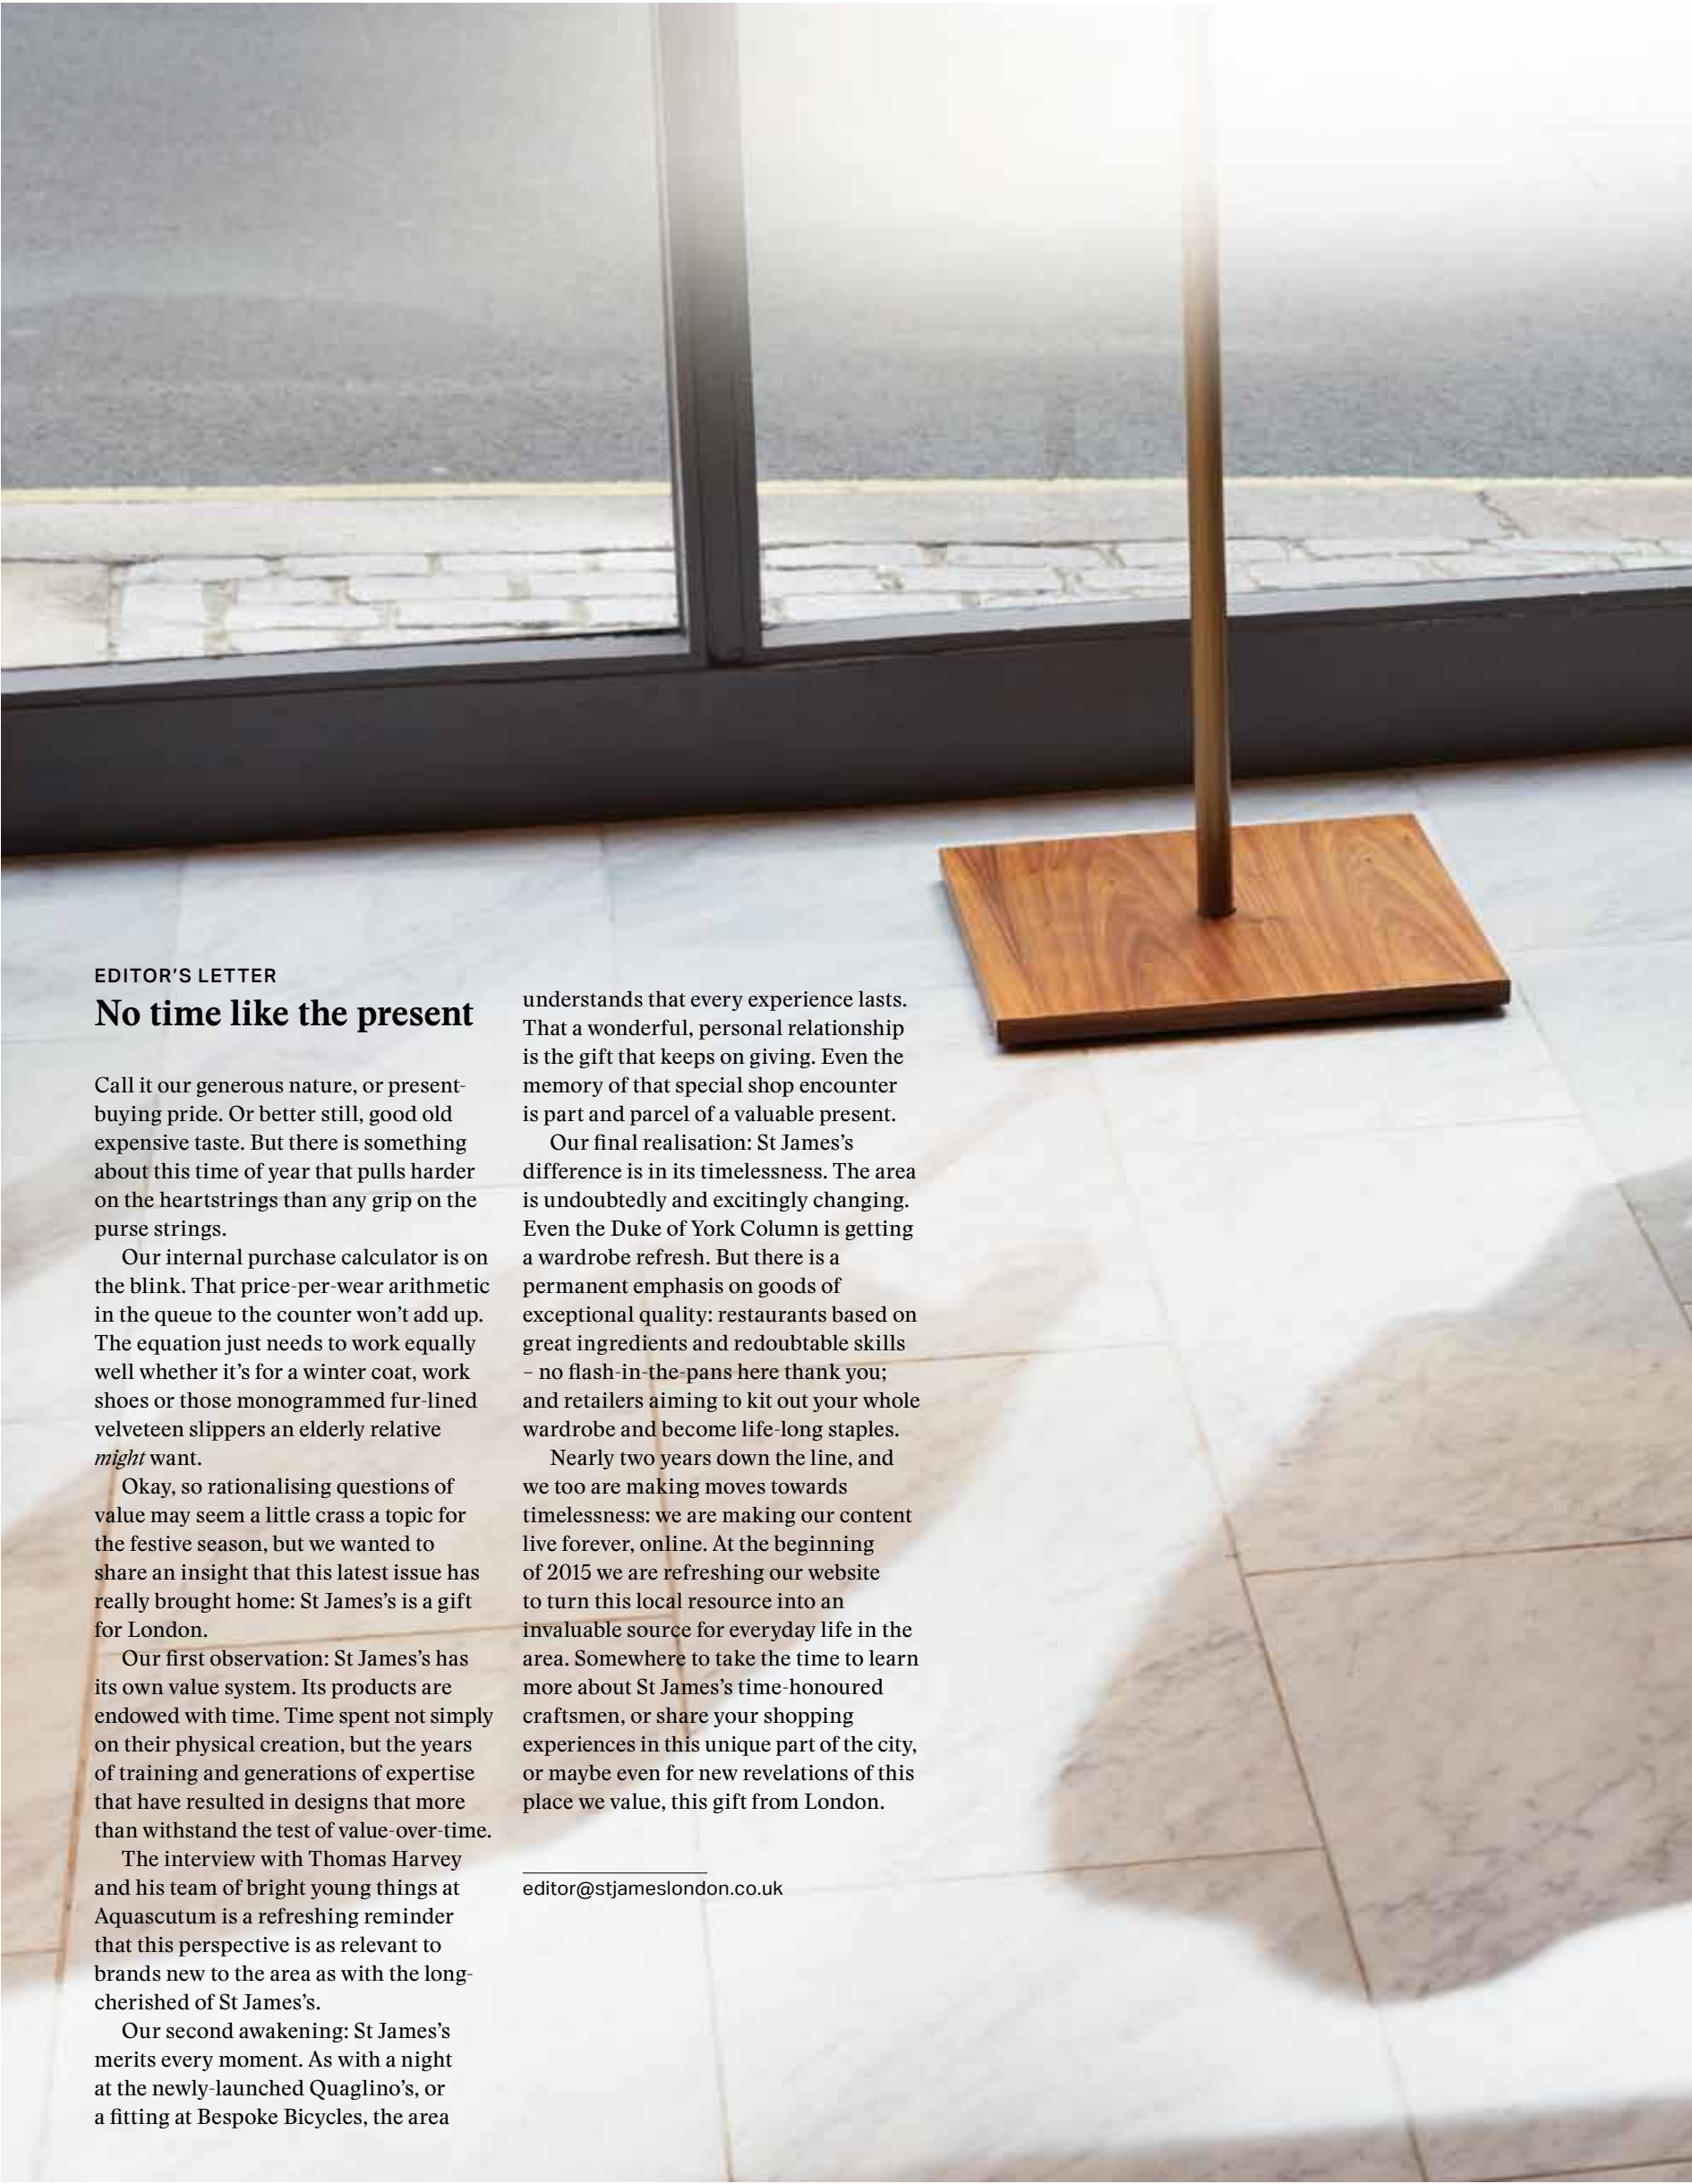 EDITOR'S LETTER
No time like the present
Call it our generous nature, or present-
buying pride. Or better still, good old
expensive taste. But there is something
about this time of year that pulls harder
on the heartstrings than any grip on the
purse strings.
Our internal purchase calculator is on
the blink. That price-per-wear arithmetic
in the queue to the counter won't add up.
The equation just needs to work equally
well whether it's for a winter coat, work
shoes or those monogrammed fur-lined
velveteen slippers an elderly relative
might want.
Okay, so rationalising questions of
value may seem a little crass a topic for
the festive season, but we wanted to
share an insight that this latest issue has
really brought home: St James's is a gift
for London.
Our first observation: St James's has
its own value system. Its products are
endowed with time. Time spent not simply
on their physical creation, but the years
of training and generations of expertise
that have resulted in designs that more
than withstand the test of value-over-time.
The interview with Thomas Harvey
and his team of bright young things at
Aquascutum is a refreshing reminder
that this perspective is as relevant to
brands new to the area as with the long-
cherished of St James's.
Our second awakening: St James's
merits every moment. As with a night
at the newly-launched Quaglino's, or
a fitting at Bespoke Bicycles, the area
understands that every experience lasts.
That a wonderful, personal relationship
is the gift that keeps on giving. Even the
memory of that special shop encounter
is part and parcel of a valuable present.
Our final realisation: St James's
difference is in its timelessness. The area
is undoubtedly and excitingly changing.
Even the Duke of York Column is getting
a wardrobe refresh. But there is a
permanent emphasis on goods of
exceptional quality: restaurants based on
great ingredients and redoubtable skills
– no flash-in-the-pans here thank you;
and retailers aiming to kit out your whole
wardrobe and become life-long staples.
Nearly two years down the line, and
we too are making moves towards
timelessness: we are making our content
live forever, online. At the beginning
of 2015 we are refreshing our website
to turn this local resource into an
invaluable source for everyday life in the
area. Somewhere to take the time to learn
more about St James's time-honoured
craftsmen, or share your shopping
experiences in this unique part of the city,
or maybe even for new revelations of this
place we value, this gift from London.
editor@stjameslondon.co.uk